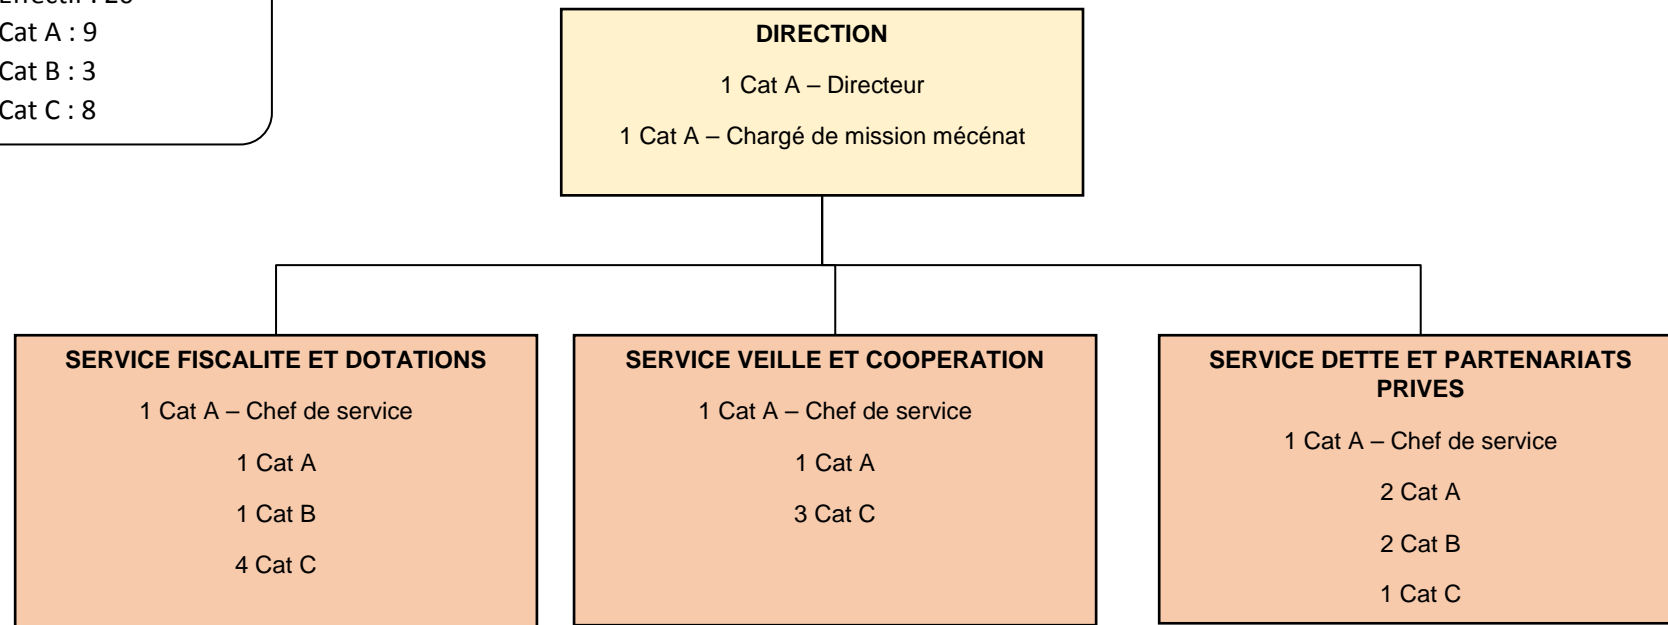 Effectif : 20
Cat A : 9
Cat B : 3
Cat C : 8
DIRECTION
1 Cat A – Directeur
1 Cat A – Chargé de mission mécénat
SERVICE FISCALITE ET DOTATIONS
1 Cat A – Chef de service
1 Cat A
1 Cat B
4 Cat C
SERVICE VEILLE ET COOPERATION
1 Cat A – Chef de service
1 Cat A
3 Cat C
SERVICE DETTE ET PARTENARIATS
PRIVES
1 Cat A – Chef de service
2 Cat A
2 Cat B
1 Cat C